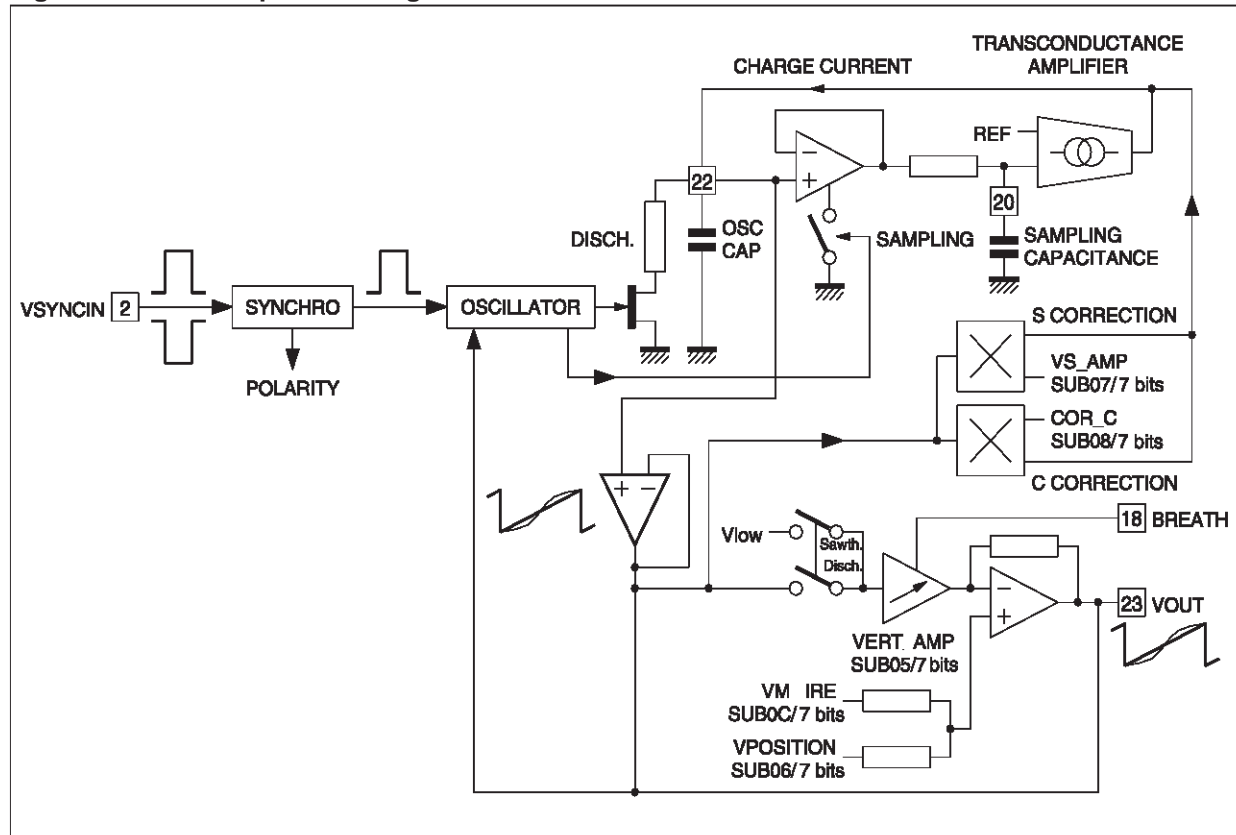 TRANSCONDUCTANCE
AMPLIFIER
CHARGE CURRENT
REF
22
20
DISCH.
OSC
CAP
SAMPLING
SAMPLING
CAPACITANCE
VSYNCIN
2
SYNCHRO
OSCILLATOR
POLARITY
S CORRECTION
VS_AMP
SUB07/7 bits
COR_C
SUB08/7 bits
C CORRECTION
+ −
− +
Vlow
Sawth.
Disch.
18
BREATH
− +
23
VOUT
VERT_AMP
SUB05/7 bits
VM
IRE
SUB0C/7 bits
VPOSITION
SUB06/7 bits